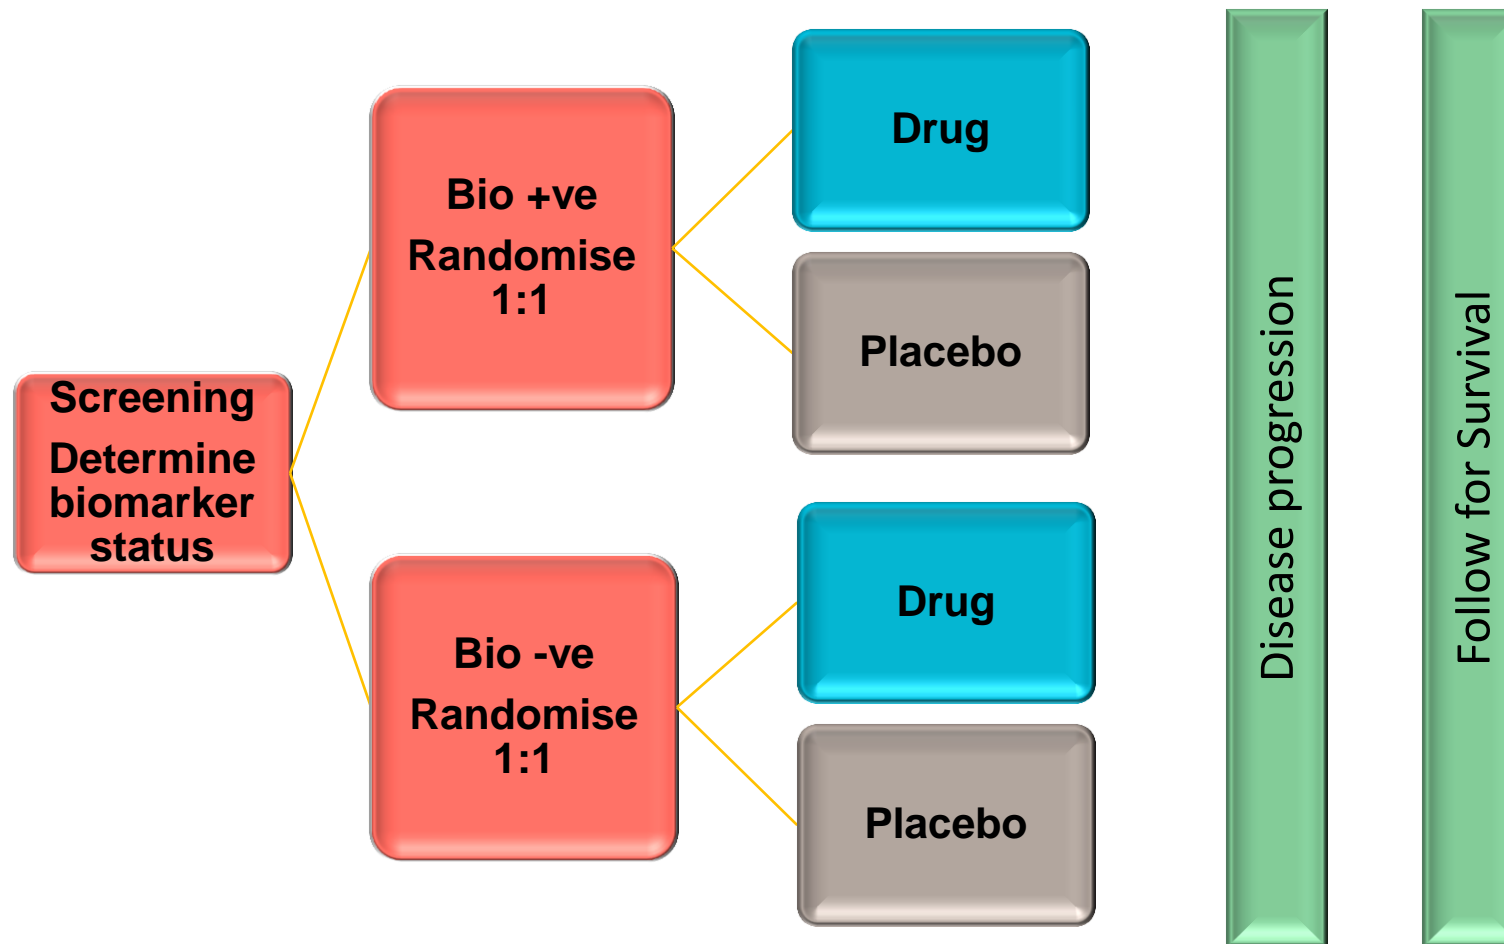 Screening
Determine
biomarker
status
Bio +ve
Randomise
1:1
Drug
Placebo
Bio -ve
Randomise
1:1
Drug
Placebo
Disease progression
Follow for Survival